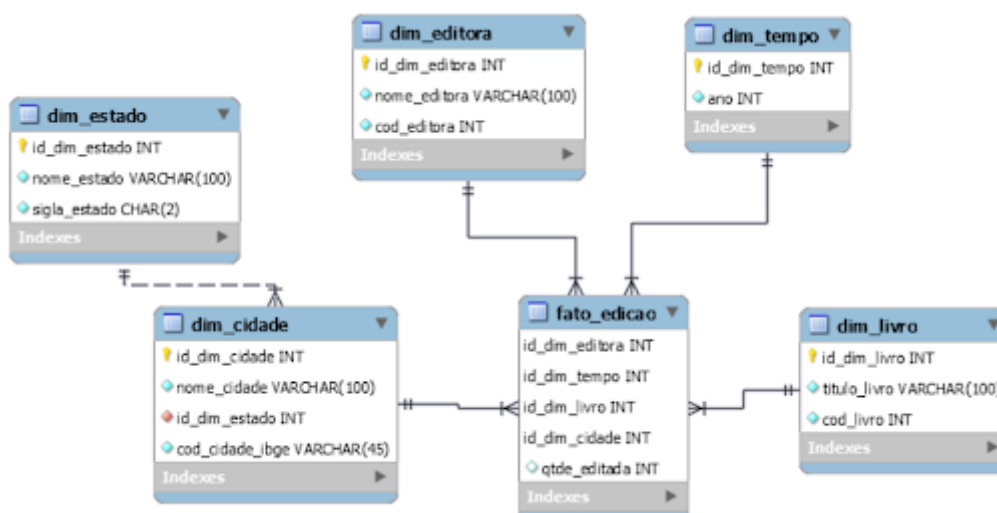 dim_editora
id_dim_editora INT
nome_editora VARCHAR(100)
cod_editora INT
Indexes
dim_tempo
id_dim_tempo INT
ano INT
Indexes
dim_estado
id_dim_estado INT
nome_estado VARCHAR(100)
sigla_estado CHAR(2)
Indexes
dim_cidade
id_dim_cidade INT
nome_cidade VARCHAR(100)
id_dim_estado INT
cod_cidade_ibge VARCHAR(45)
Indexes
fato_edicao
id_dim_editora INT
id_dim_tempo INT
id_dim_livro INT
id_dim_cidade INT
qtde_editada INT
Indexes
dim_livro
id_dim_livro INT
titulo_livro VARCHAR(100)
cod_livro INT
Indexes